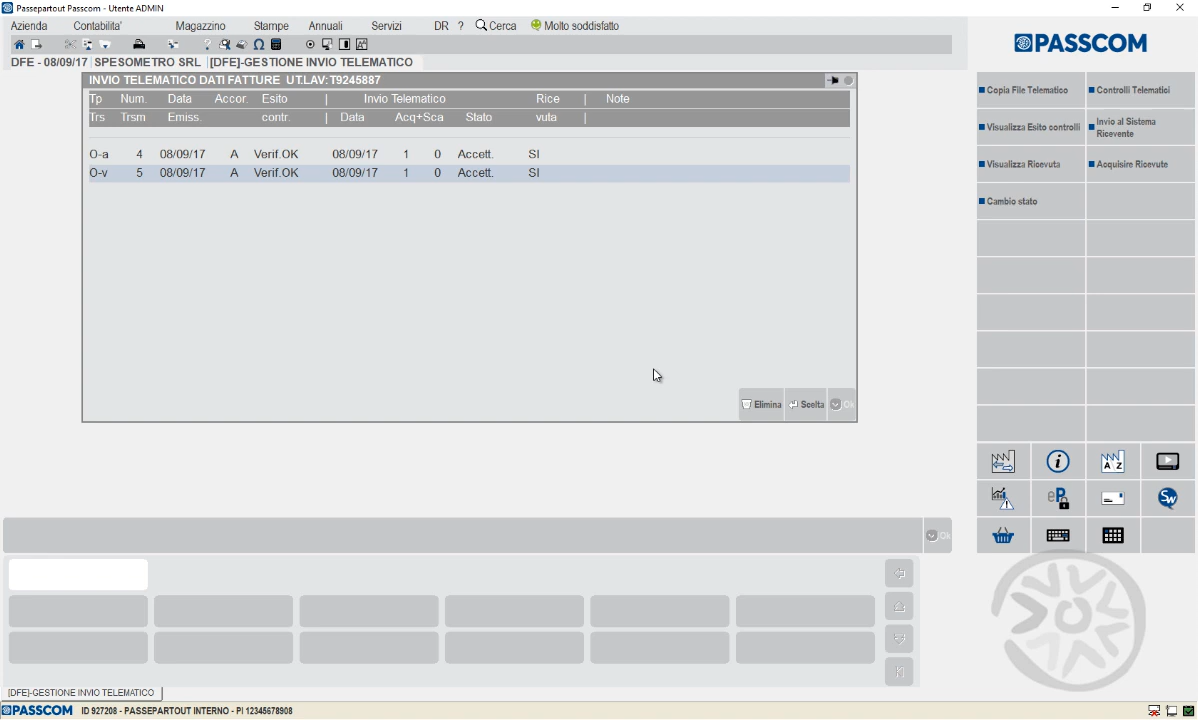 Passepartout Passcom - Utente ADMIN
Azienda Contabilita' Magazzino Stampe Annuali Servizi DR ? Cerca Molto soddisfatto
DFE - 08/09/17 SPESOMETRO SRL [DFE]-GESTIONE INVIO TELEMATICO
PASSCOM
INVIO TELEMATICO DATI FATTURE UT.LAV:T9245887
Tp Num. Data Accor. Esito | Invio Telematico Rice | Note
Trs Trsm Emiss. contr. | Data Acq+Sca Stato vuta |
O-a 4 08/09/17 A Verif.OK 08/09/17 1 0 Accett. SI
O-v 5 08/09/17 A Verif.OK 08/09/17 1 0 Accett. SI
Elimina Scelta Ok
Copia File Telematico Controlli Telematici
Visualizza Esito controlli Invio al Sistema
Ricevente
Visualizza Ricevuta Acquisire Ricevute
Cambio stato
A Z
eP Sw
Ok
[DFE]-GESTIONE INVIO TELEMATICO
PASSCOM ID 927208 - PASSEPARTOUT INTERNO - PI 12345678908